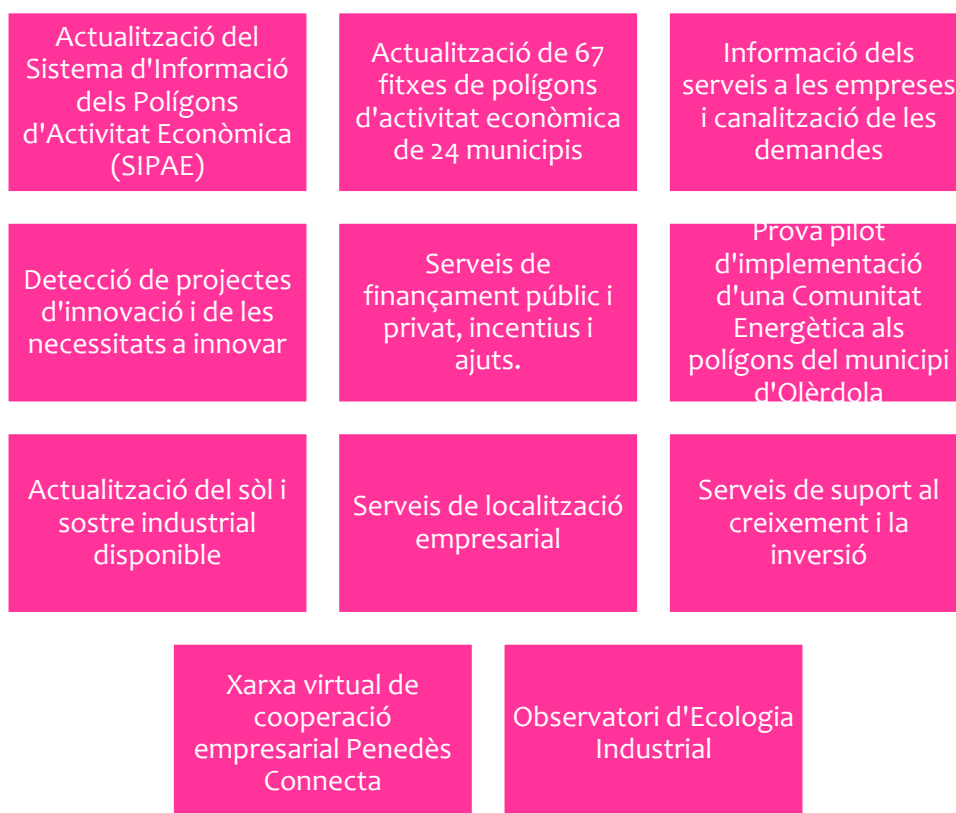 Actualització del
Sistema d'Informació
dels Polígons
d'Activitat Econòmica
(SIPAE)
Actualització de 67
fitxes de polígons
d'activitat econòmica
de 24 municipis
Informació dels
serveis a les empreses
i canalització de les
demandes
Detecció de projectes
d'innovació i de les
necessitats a innovar
Serveis de
finançament públic i
privat, incentius i
ajuts.
Prova pilot
d'implementació
d'una Comunitat
Energètica als
polígons del municipi
d'Olèrdola
Actualització del sòl i
sostre industrial
disponible
Serveis de localització
empresarial
Serveis de suport al
creixement i la
inversió
Xarxa virtual de
cooperació
empresarial Penedès
Connecta
Observatori d'Ecologia
Industrial